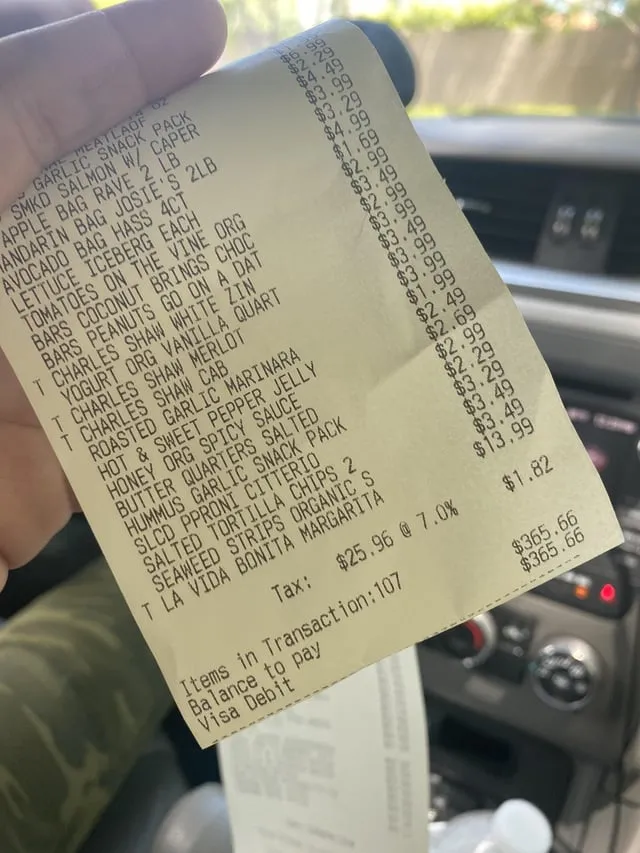 MEATLOAF
GARLIC SNACK PACK
SMKD SALMON W/ CAPER
APPLE BAG RAVE 2 LB
MANDARIN BAG JOSIE'S 2LB
AVOCADO BAG HASS 4CT
LETTUCE ICEBERG EACH
TOMATOES ON THE VINE ORG
BARS COCONUT BRINGS CHOC
BARS PEANUTS GO ON A DAT
T CHARLES SHAW WHITE ZIN
YOGURT ORG VANILLA QUART
T CHARLES SHAW MERLOT
T CHARLES SHAW CAB
ROASTED GARLIC MARINARA
HOT & SWEET PEPPER JELLY
HONEY ORG SPICY SAUCE
BUTTER QUARTERS SALTED
HUMMUS GARLIC SNACK PACK
SLCD PPRONI CITTERIO
SALTED TORTILLA CHIPS 2
SEAWEED STRIPS ORGANIC S
T LA VIDA BONITA MARGARITA
$2.29
$4.49
$3.99
$3.29
$4.99
$1.69
$2.99
$3.49
$2.99
$3.49
$3.99
$3.99
$1.99
$2.49
$2.69
$2.99
$2.29
$3.29
$3.49
$3.49
$13.99
Tax: $25.96 @ 7.0% $1.82
Items in Transaction:107
Balance to pay $365.66
Visa Debit $365.66